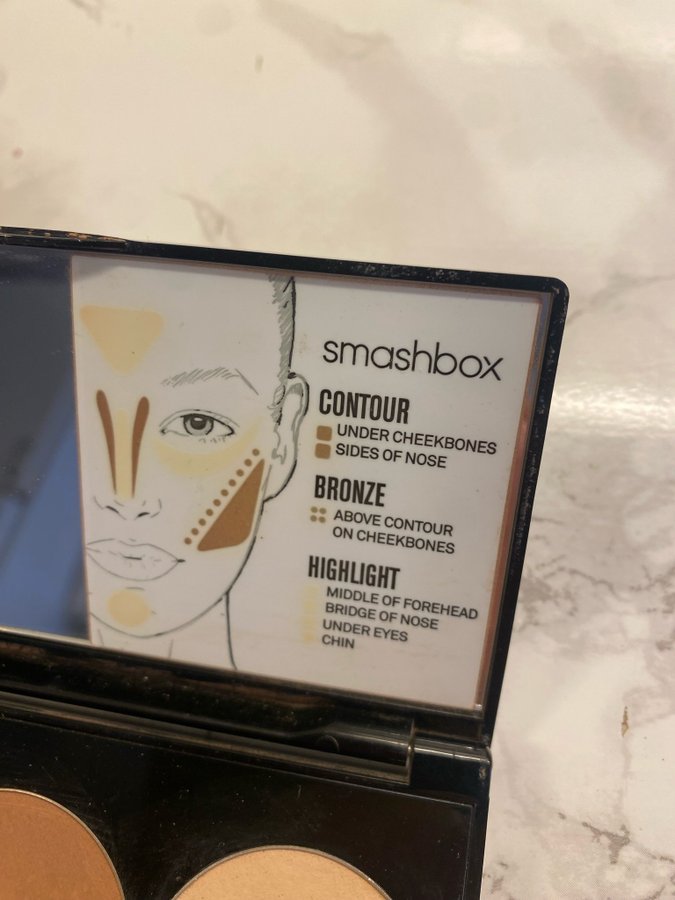 smashbox
CONTOUR
UNDER CHEEKBONES
SIDES OF NOSE
BRONZE
ABOVE CONTOUR
ON CHEEKBONES
HIGHLIGHT
MIDDLE OF FOREHEAD
BRIDGE OF NOSE
UNDER EYES
CHIN